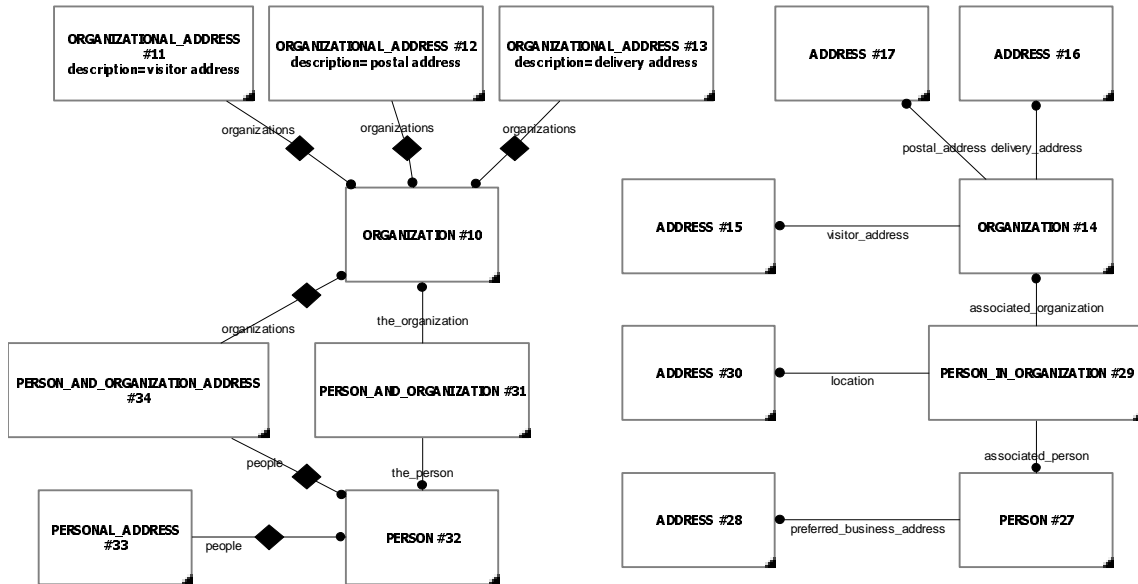 ORGANIZATIONAL_ADDRESS
#11
description=visitor address
ORGANIZATIONAL_ADDRESS #12
description= postal address
ORGANIZATIONAL_ADDRESS #13
description=delivery address
ADDRESS #17
ADDRESS #16
organizations
organizations
organizations
postal_address
delivery_address
ORGANIZATION #10
ADDRESS #15
visitor_address
ORGANIZATION #14
organizations
the_organization
associated_organization
PERSON_AND_ORGANIZATION_ADDRESS
#34
PERSON_AND_ORGANIZATION #31
ADDRESS #30
location
PERSON_IN_ORGANIZATION #29
people
the_person
associated_person
PERSONAL_ADDRESS
#33
people
PERSON #32
ADDRESS #28
preferred_business_address
PERSON #27